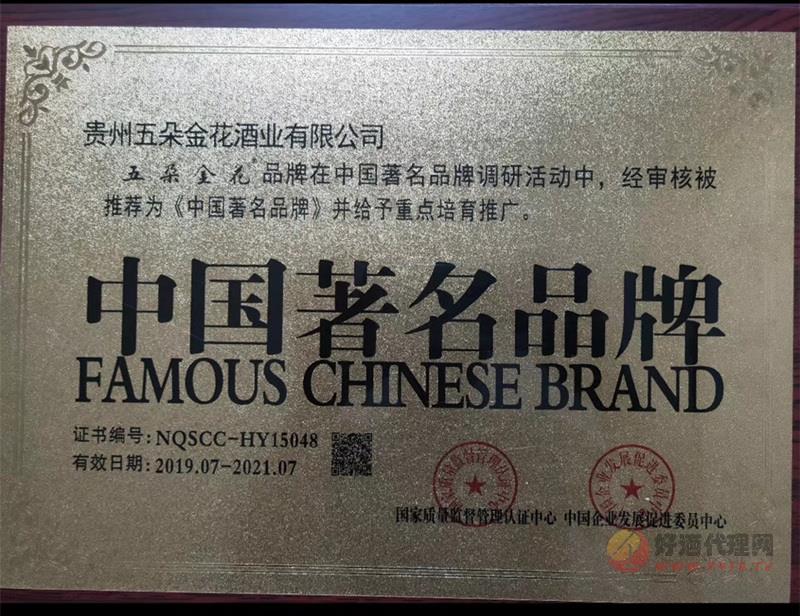 贵州五朵金花酒业有限公司
五朵金花®品牌在中国著名品牌调研活动中，经审核被
推荐为《中国著名品牌》并给予重点培育推广。
中国著名品牌
FAMOUS CHINESE BRAND
证书编号：NQSCC-HY15048
有效日期：2019.07-2021.07
国家质量监督管理认证中心 中国企业发展促进委员中心
好酒代理网